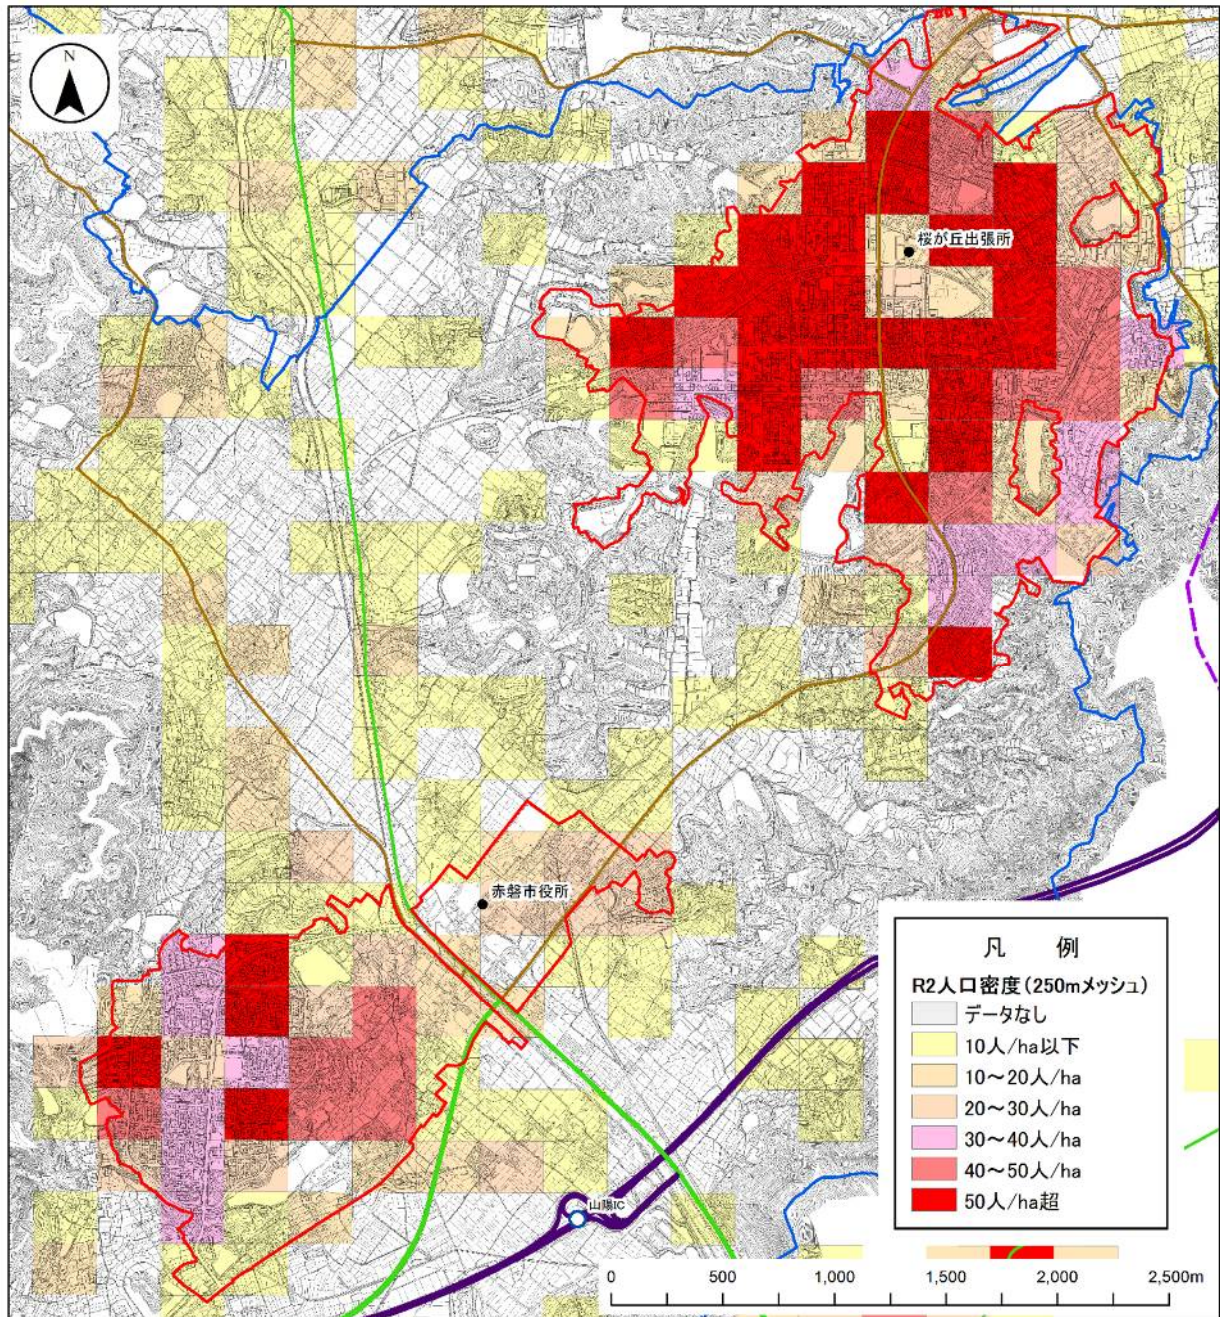 N
桜が丘出張所
赤磐市役所
山陽IC
凡 例
R2人口密度(250mメッシュ)
データなし
10人/ha以下
10~20人/ha
20~30人/ha
30~40人/ha
40~50人/ha
50人/ha超
0 500 1,000 1,500 2,000 2,500m